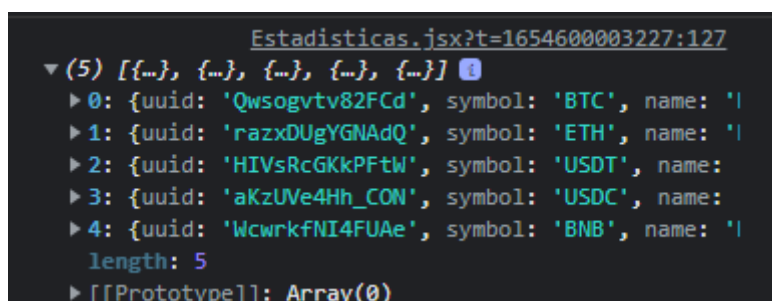 Estadisticas.jsx?t=1654600003227:127
▼(5) [{…}, {…}, {…}, {…}, {…}] i
▶0: {uuid: 'Qwsogvtv82FCd', symbol: 'BTC', name: '
▶1: {uuid: 'razxDUgYGNAdQ', symbol: 'ETH', name: '
▶2: {uuid: 'HIVsRcGKkPFtW', symbol: 'USDT', name:
▶3: {uuid: 'aKzUVe4Hh_CON', symbol: 'USDC', name:
▶4: {uuid: 'WcwrkfNI4FUAe', symbol: 'BNB', name: '
length: 5
▶[[Prototype]]: Array(0)